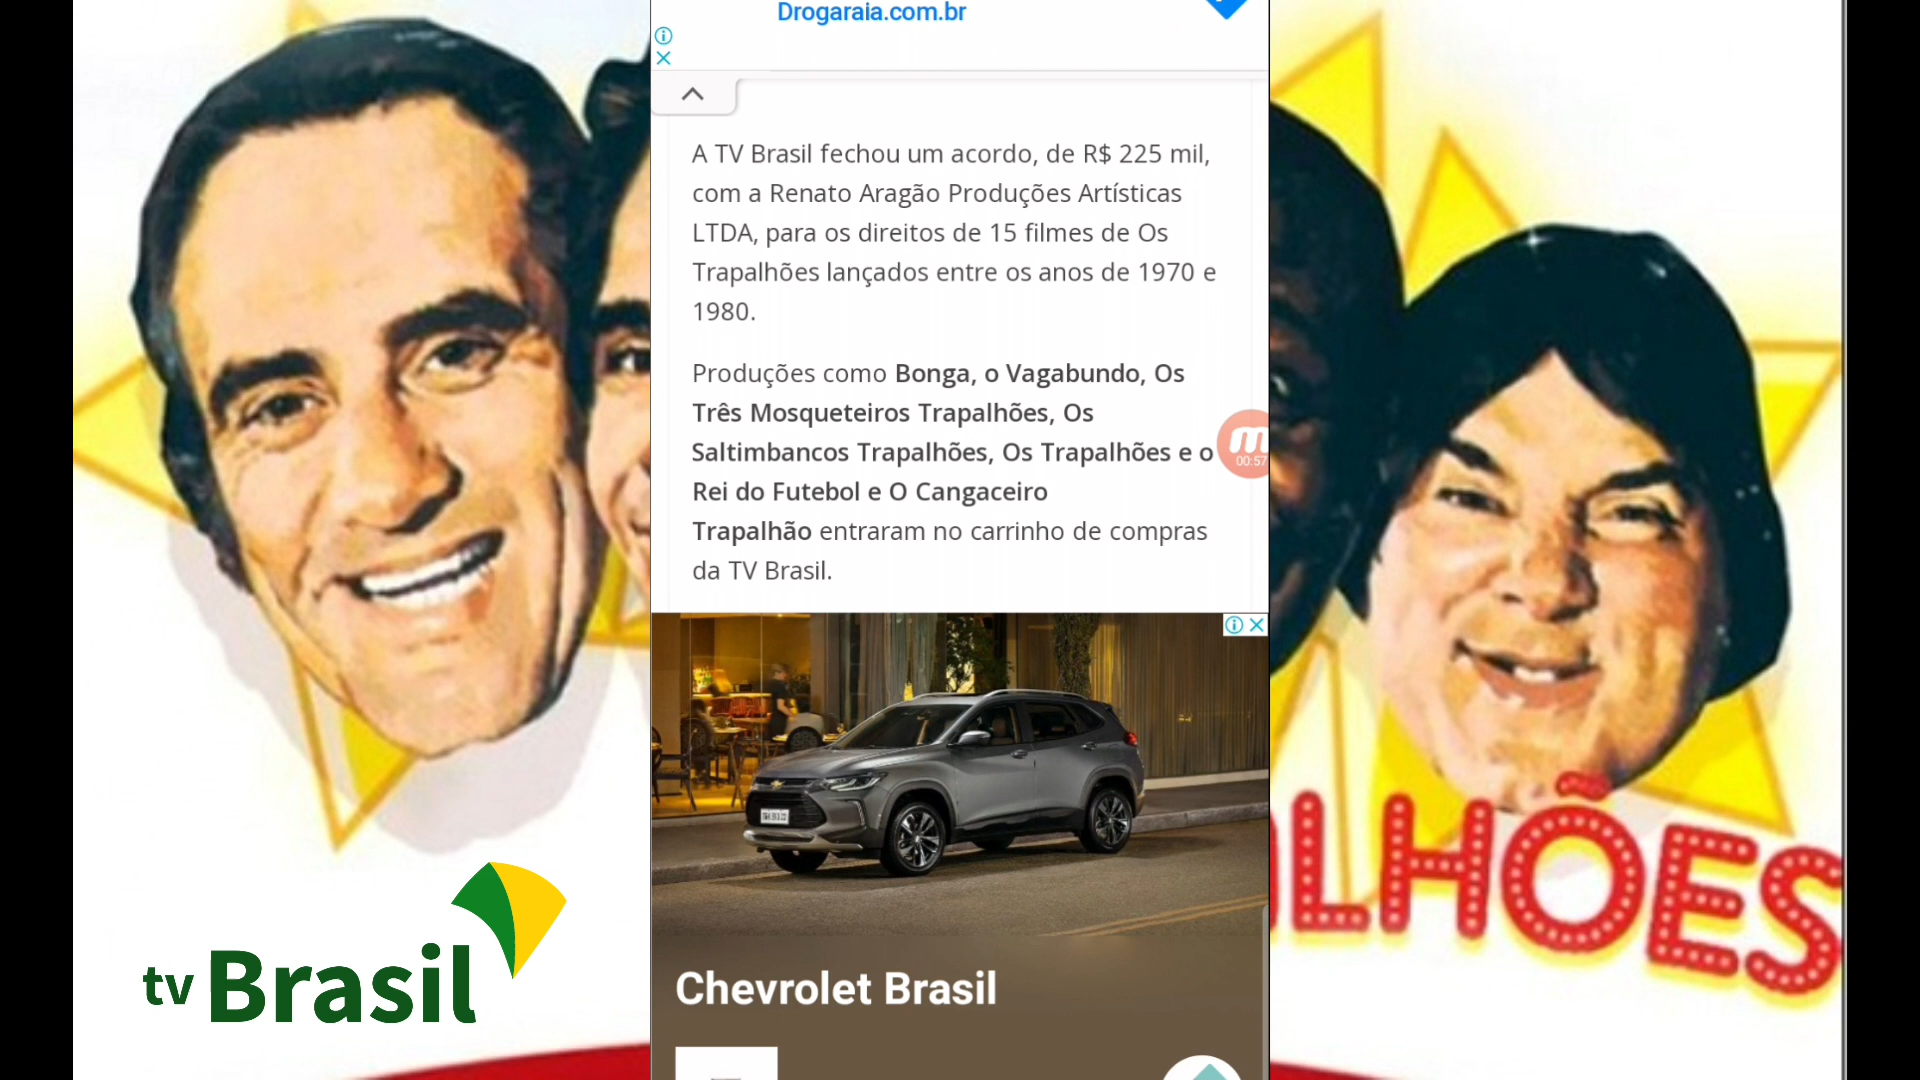 Drogaraia.com.br
A TV Brasil fechou um acordo, de R$ 225 mil,
com a Renato Aragão Produções Artísticas
LTDA, para os direitos de 15 filmes de Os
Trapalhões lançados entre os anos de 1970 e
1980.
Produções como Bonga, o Vagabundo, Os
Três Mosqueteiros Trapalhões, Os
Saltimbancos Trapalhões, Os Trapalhões e o
Rei do Futebol e O Cangaceiro
Trapalhão entraram no carrinho de compras
da TV Brasil.
00:57
Chevrolet Brasil
tv Brasil
LHÕES